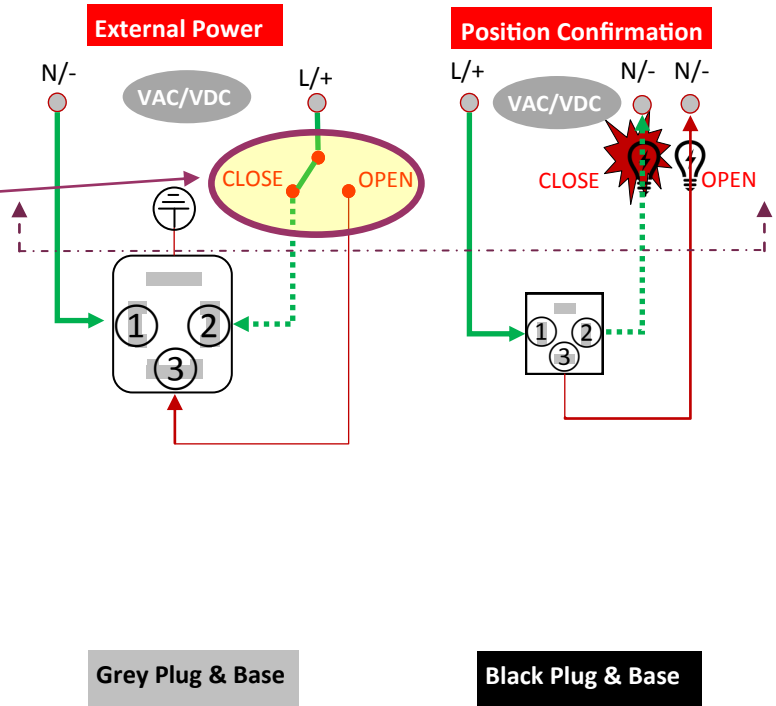 External Power
Position Confirmation
N/-
L/+
VAC/VDC
L/+
N/-
N/-
VAC/VDC
CLOSE
OPEN
CLOSE
OPEN
1
2
3
1
2
3
Grey Plug & Base
Black Plug & Base